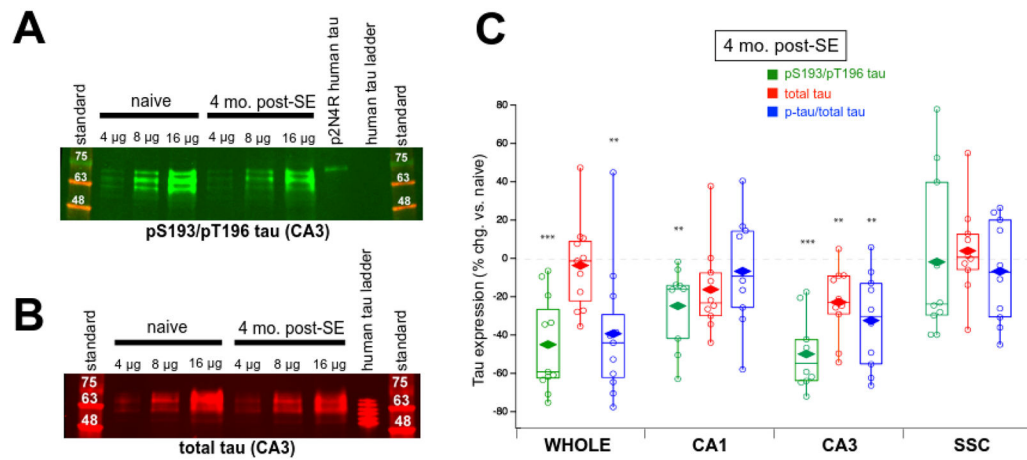 A
naive
4 mo. post-SE
standard
4 µg
8 µg
16 µg
4 µg
8 µg
16 µg
p2N4R human tau
human tau ladder
standard
75
63
48
75
63
48
pS193/pT196 tau (CA3)
B
naive
4 mo. post-SE
standard
4 µg
8 µg
16 µg
4 µg
8 µg
16 µg
human tau ladder
standard
75
63
48
75
63
48
total tau (CA3)
C
4 mo. post-SE
pS193/pT196 tau
total tau
p-tau/total tau
Tau expression (% chg. vs. naive)
80
60
40
20
0
-20
-40
-60
-80
***
**
**
***
**
**
WHOLE
CA1
CA3
SSC